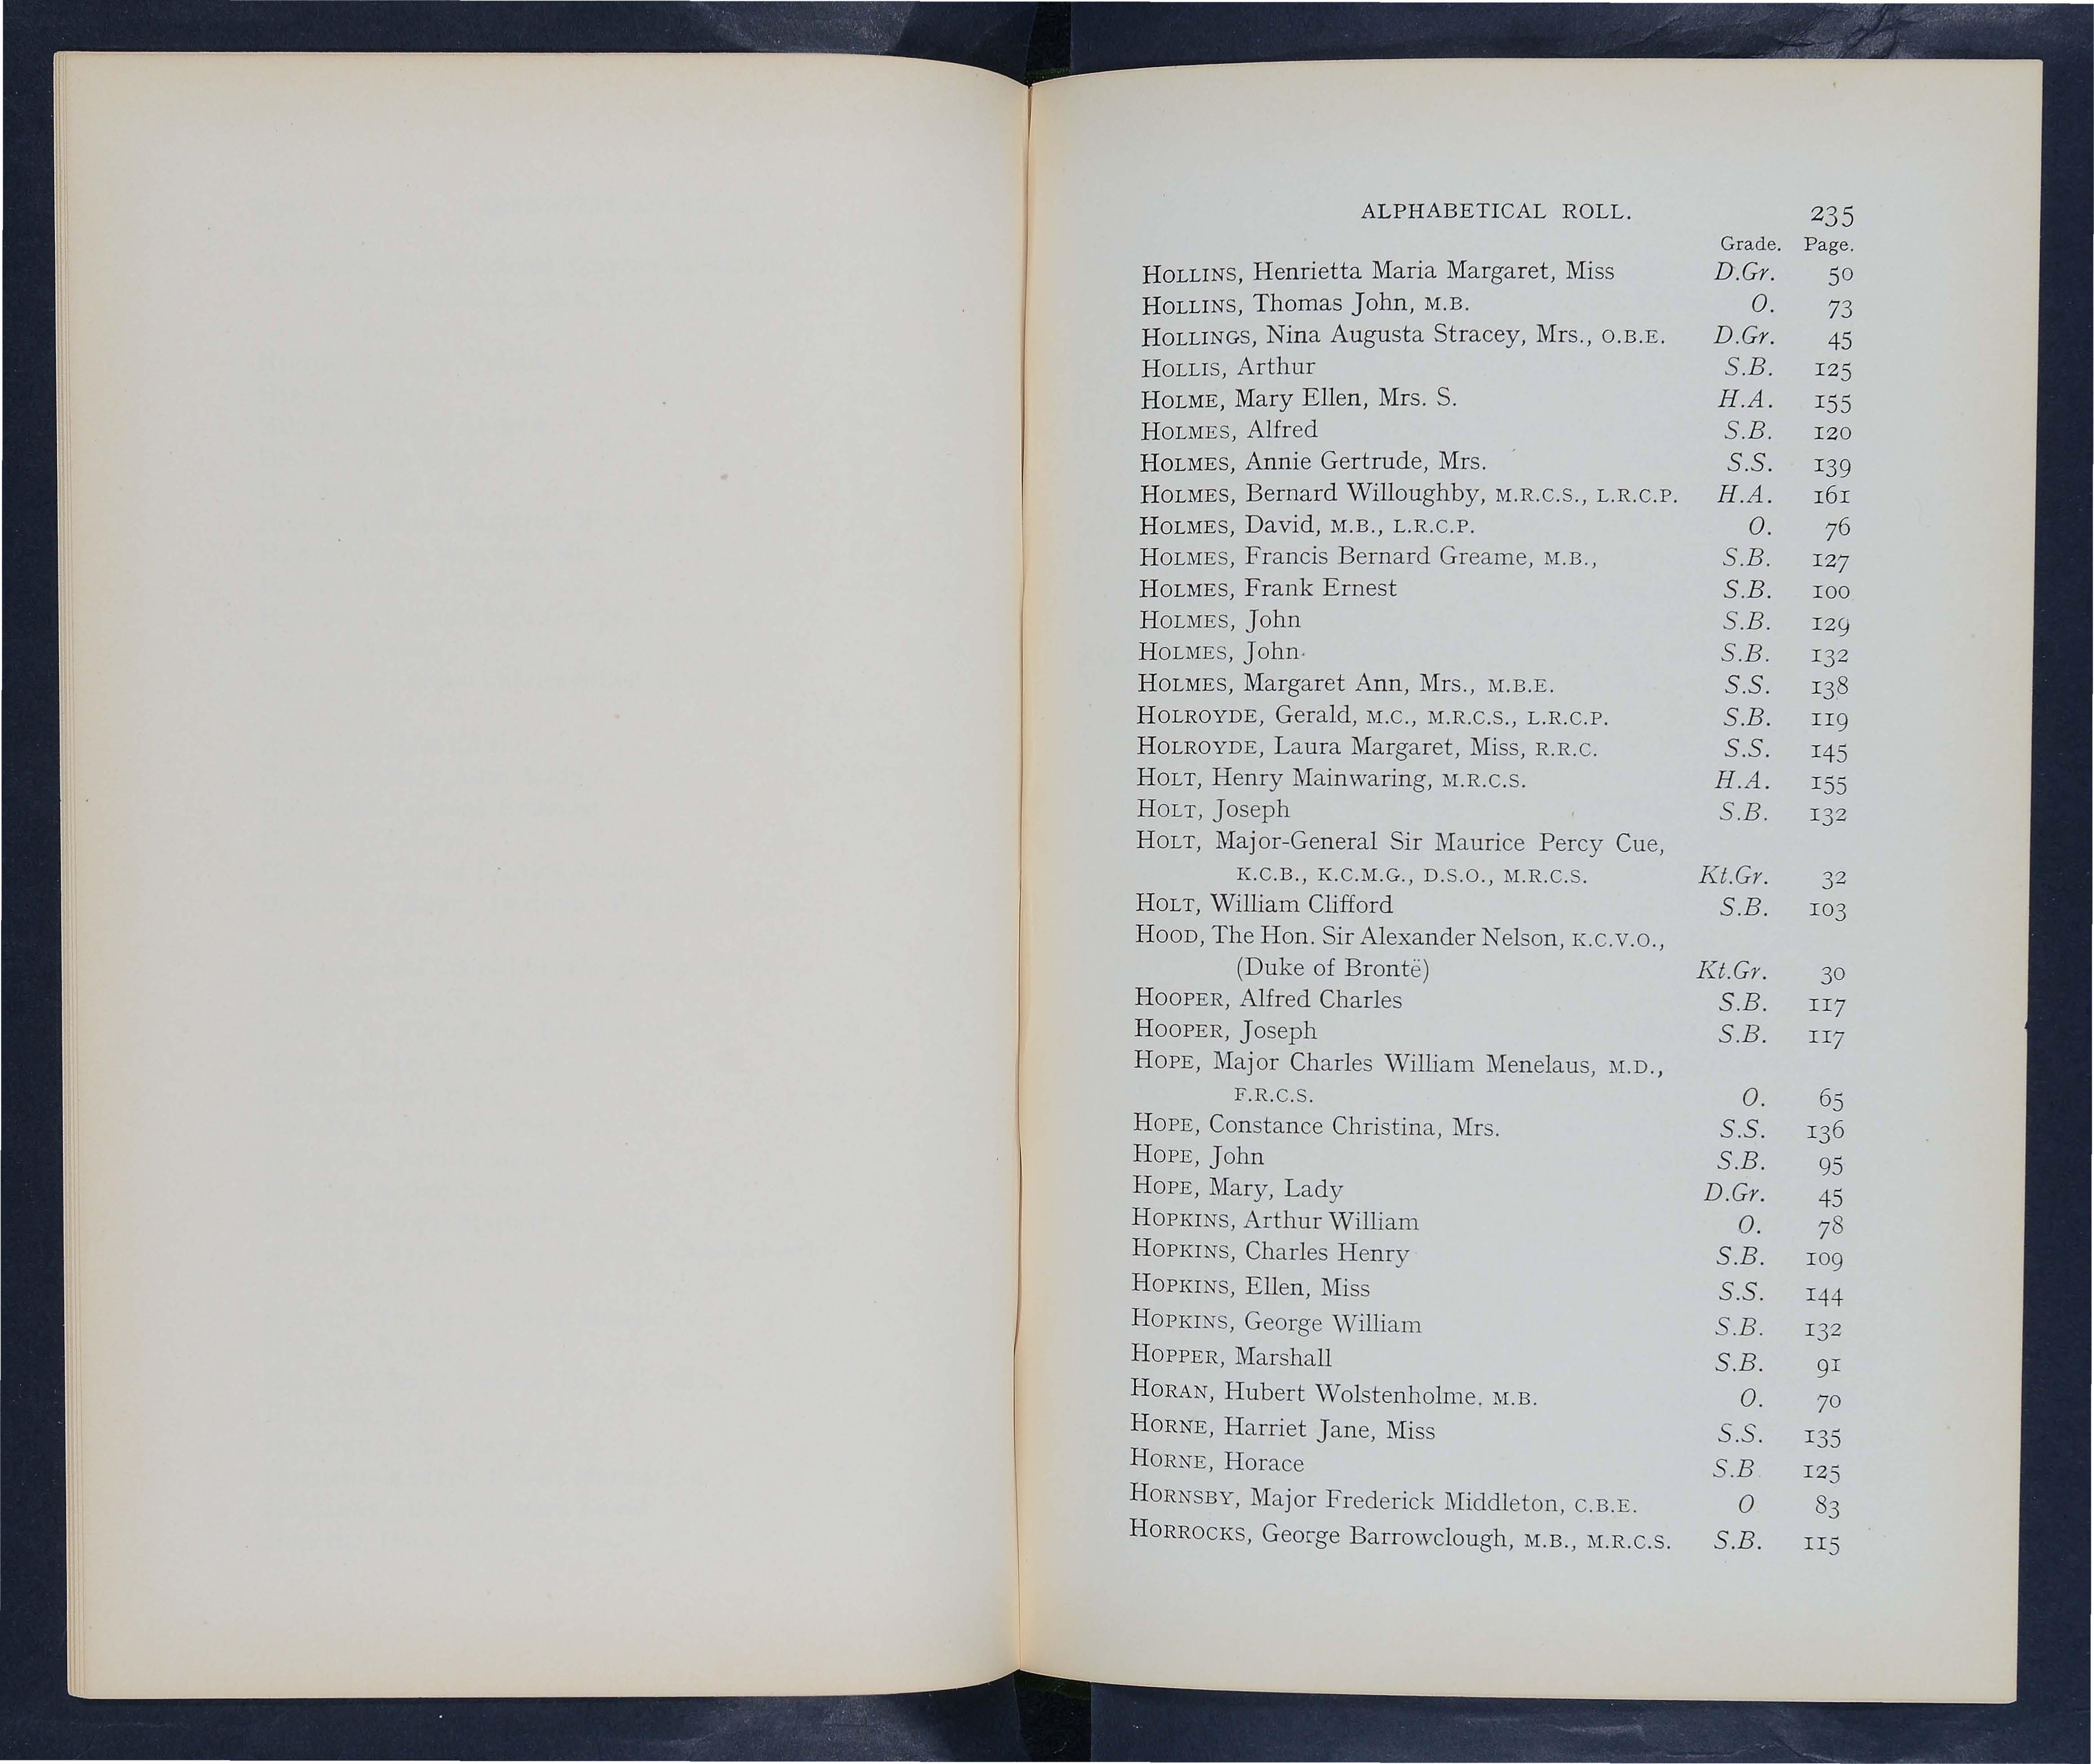 ALPHABETICAL ROLL. 235
Grade. Page.
HOLLINS, Henrietta Maria Margaret, Miss D.Gr. 50
HOLLINS, Thomas John, M.B. O. 73
HOLLINGS, Nina Augusta Stracey, Mrs., O.B.E. D.Gr. 45
HOLLIS, Arthur S.B. 125
HOLME, Mary Ellen, Mrs. S. H.A. 155
HOLMES, Alfred S.B. 120
HOLMES, Annie Gertrude, Mrs. S.S. 139
HOLMES, Bernard Willoughby, M.R.C.S., L.R.C.P. H.A. 161
HOLMES, David, M.B., L.R.C.P. O. 76
HOLMES, Francis Bernard Greame, M.B., S.B. 127
HOLMES, Frank Ernest S.B. 100
HOLMES, John S.B. 129
HOLMES, John. S.B. 132
HOLMES, Margaret Ann, Mrs., M.B.E. S.S. 138
HOLROYDE, Gerald, M.C., M.R.C.S., L.R.C.P. S.B. 119
HOLROYDE, Laura Margaret, Miss, R.R.C. S.S. 145
HOLT, Henry Mainwaring, M.R.C.S. H.A. 155
HOLT, Joseph S.B. 132
HOLT, Major-General Sir Maurice Percy Cue,
K.C.B., K.C.M.G., D.S.O., M.R.C.S. Kt.Gr. 32
HOLT, William Clifford S.B. 103
HOOD, The Hon. Sir Alexander Nelson, K.C.V.O.,
(Duke of Brontë) Kt.Gr. 30
HOOPER, Alfred Charles S.B. 117
HOOPER, Joseph S.B. 117
HOPE, Major Charles William Menelaus, M.D.,
F.R.C.S. O. 65
HOPE, Constance Christina, Mrs. S.S. 136
HOPE, John S.B. 95
HOPE, Mary, Lady D.Gr. 45
HOPKINS, Arthur William O. 78
HOPKINS, Charles Henry S.B. 109
HOPKINS, Ellen, Miss S.S. 144
HOPKINS, George William S.B. 132
HOPPER, Marshall S.B. 91
HORAN, Hubert Wolstenholme. M.B. O. 70
HORNE, Harriet Jane, Miss S.S. 135
HORNE, Horace S.B 125
HORNSBY, Major Frederick Middleton, C.B.E. O 83
HORROCKS, George Barrowclough, M.B., M.R.C.S. S.B. 115